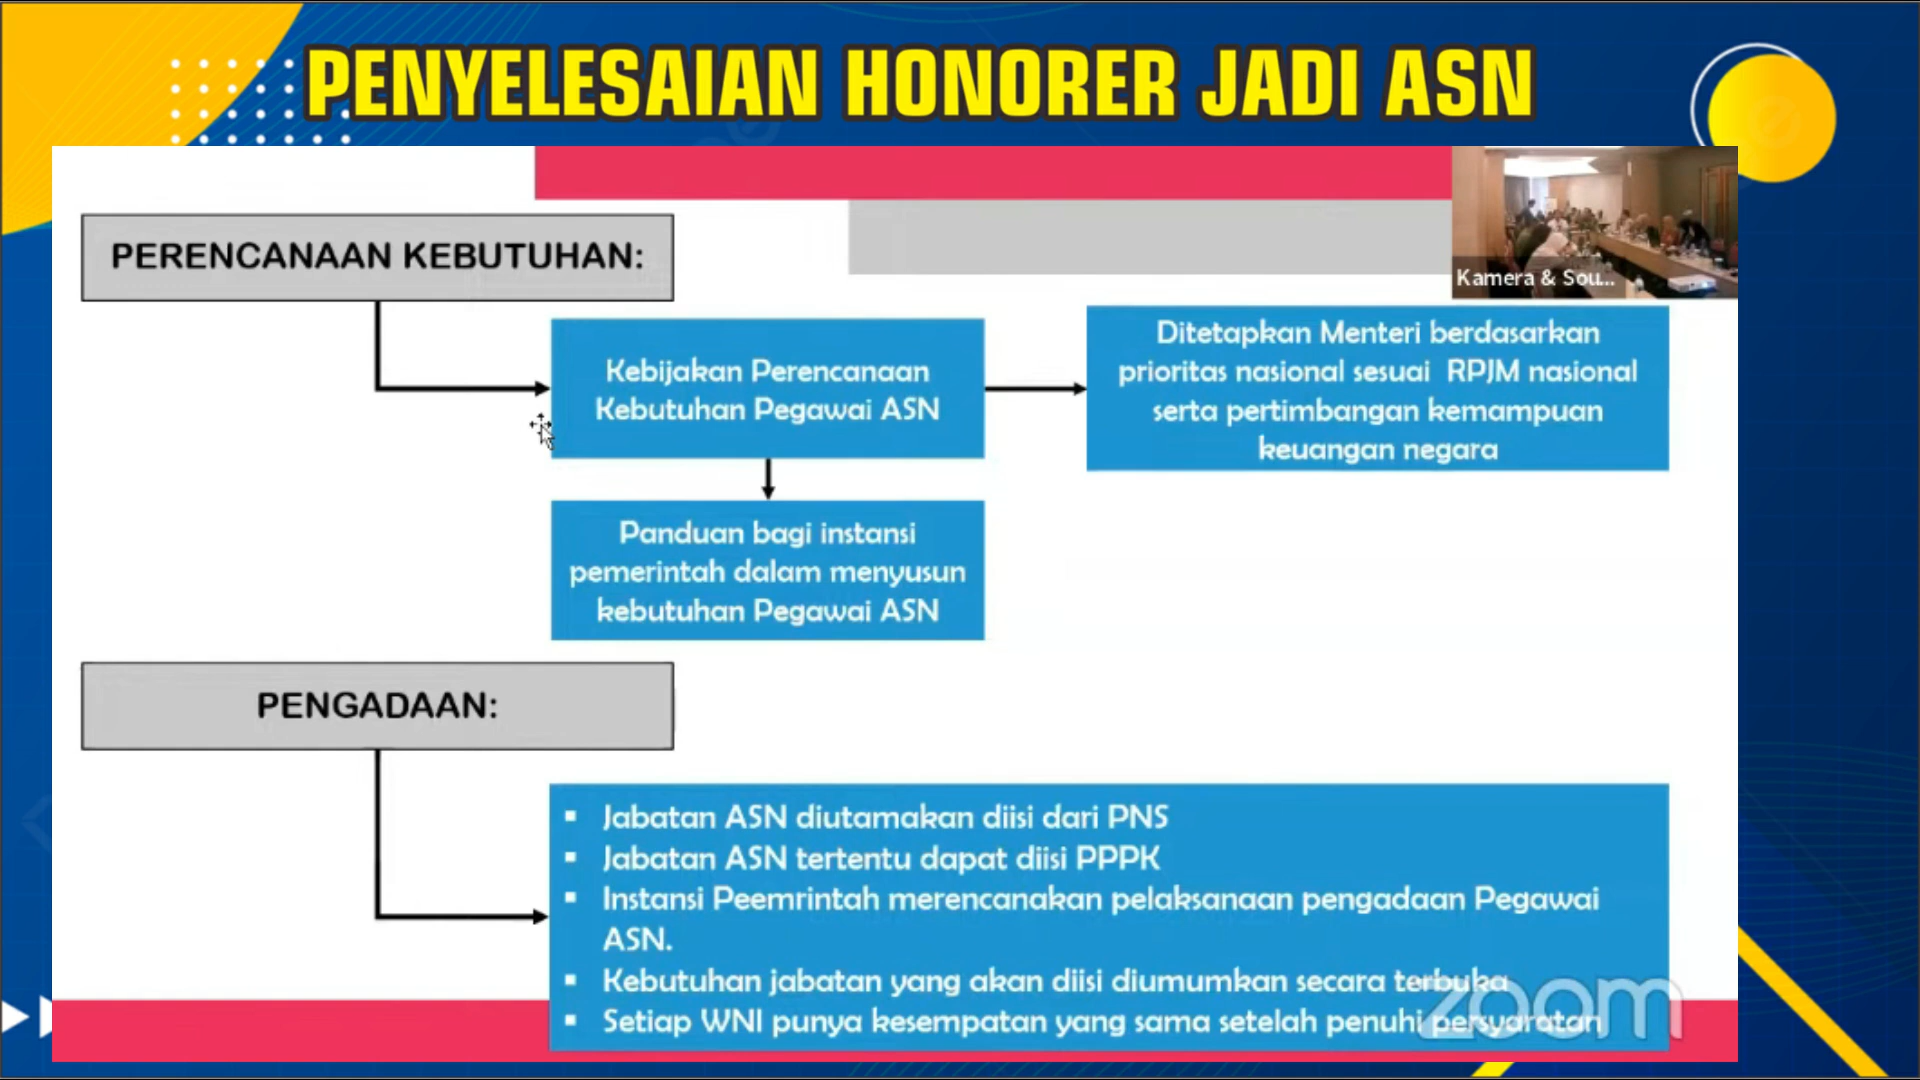 PENYELESAIAN HONORER JADI ASN
Kamera & Sou...
PERENCANAAN KEBUTUHAN:
Kebijakan Perencanaan
Kebutuhan Pegawai ASN
Ditetapkan Menteri berdasarkan
prioritas nasional sesuai RPJM nasional
serta pertimbangan kemampuan
keuangan negara
Panduan bagi instansi
pemerintah dalam menyusun
kebutuhan Pegawai ASN
PENGADAAN:
▪ Jabatan ASN diutamakan diisi dari PNS
▪ Jabatan ASN tertentu dapat diisi PPPK
▪ Instansi Peemrintah merencanakan pelaksanaan pengadaan Pegawai
ASN.
▪ Kebutuhan jabatan yang akan diisi diumumkan secara terbuka
▪ Setiap WNI punya kesempatan yang sama setelah penuhi persyaratan
zoom